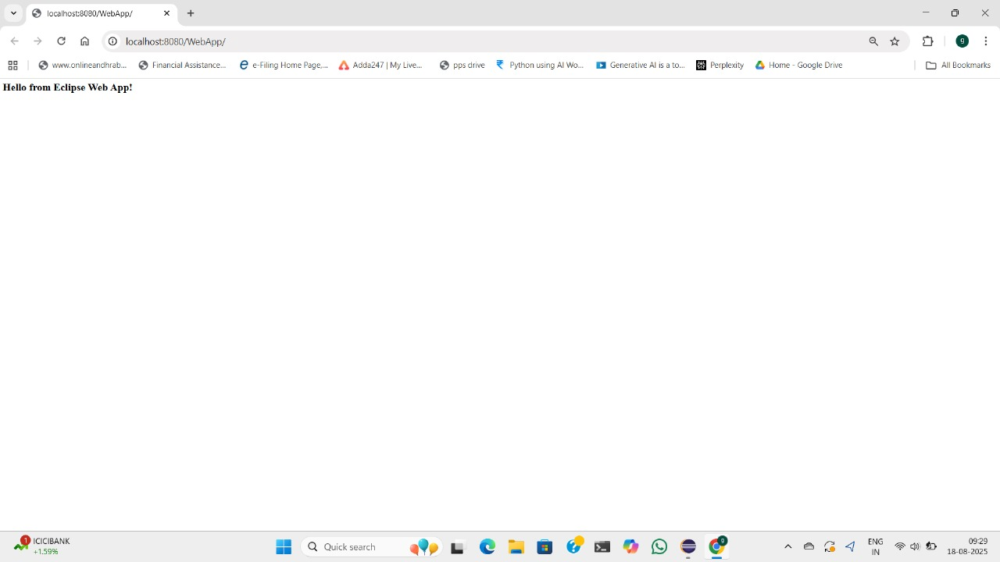 localhost:8080/WebApp/
localhost:8080/WebApp/
g
www.onlineandhrab...
Financial Assistance...
e-Filing Home Page,...
Adda247 | My Live...
pps drive
Python using AI Wo...
Generative AI is a to...
Perplexity
Home - Google Drive
All Bookmarks
Hello from Eclipse Web App!
1
ICICIBANK
+1.59%
Quick search
g
ENG
IN
09:29
18-08-2025